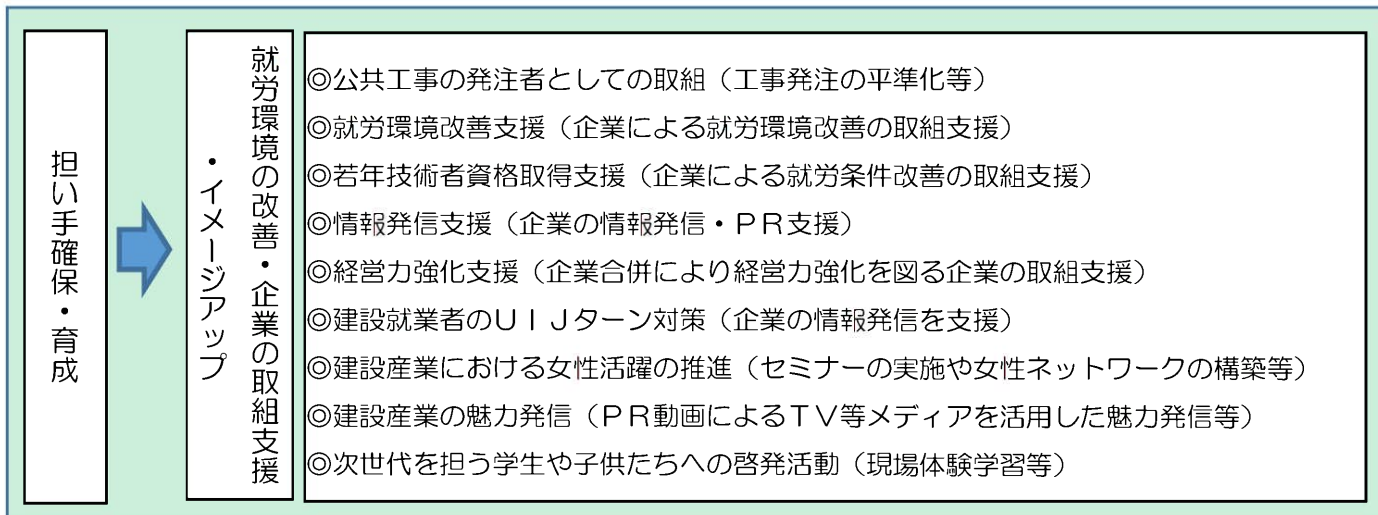 担い手確保・育成
就労環境の改善・企業の取組支援
・イメージアップ
◎公共工事の発注者としての取組（工事発注の平準化等）
◎就労環境改善支援（企業による就労環境改善の取組支援）
◎若年技術者資格取得支援（企業による就労条件改善の取組支援）
◎情報発信支援（企業の情報発信・ＰＲ支援）
◎経営力強化支援（企業合併により経営力強化を図る企業の取組支援）
◎建設就業者のＵＩＪターン対策（企業の情報発信を支援）
◎建設産業における女性活躍の推進（セミナーの実施や女性ネットワークの構築等）
◎建設産業の魅力発信（ＰＲ動画によるＴＶ等メディアを活用した魅力発信等）
◎次世代を担う学生や子供たちへの啓発活動（現場体験学習等）